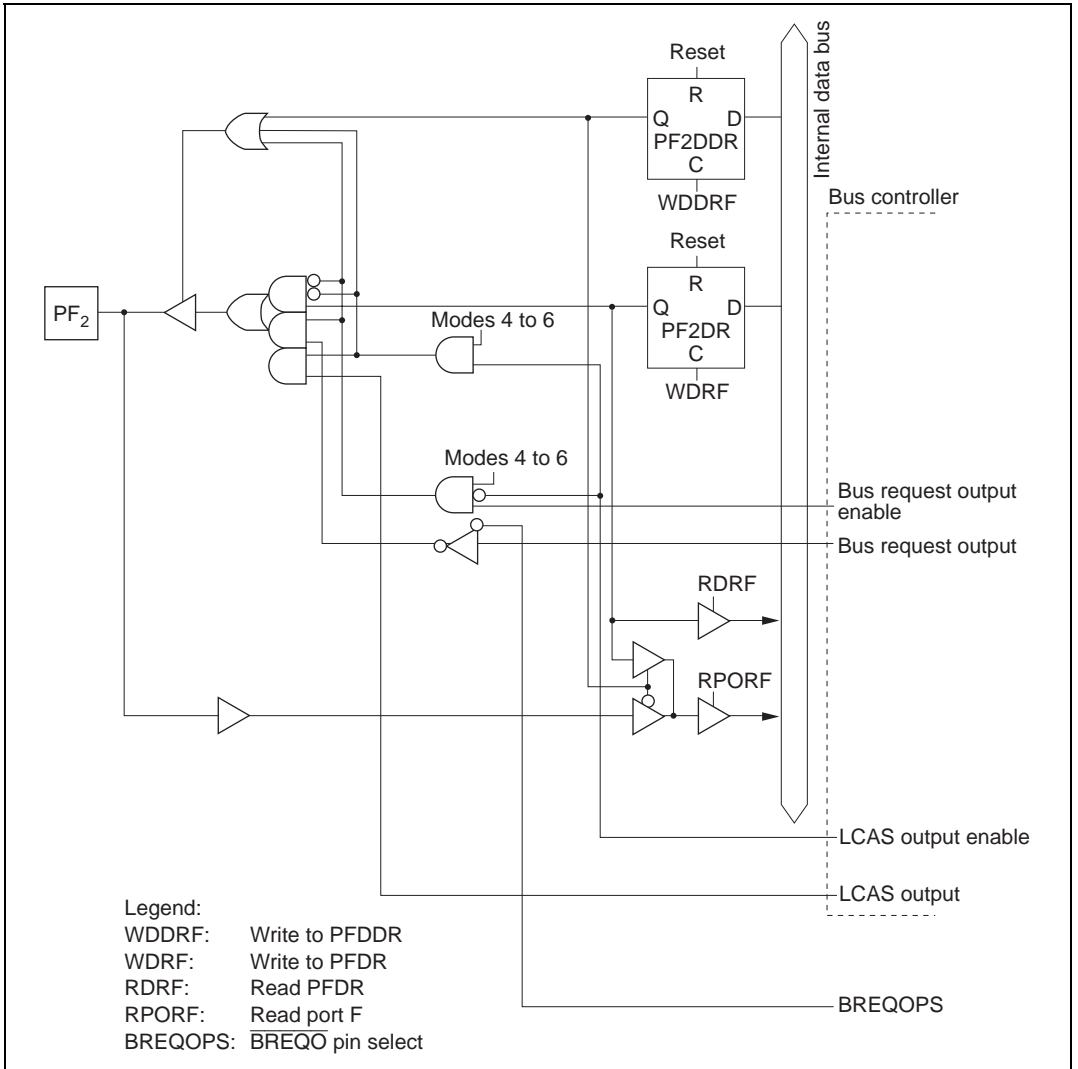 Reset
R
Q D
PF2DDR
C
WDDRF
Internal data bus
Bus controller
Reset
R
Q D
PF2DR
C
WDRF
PF2
Modes 4 to 6
Modes 4 to 6
Bus request output
enable
Bus request output
RDRF
RPORF
LCAS output enable
LCAS output
BREQOPS
Legend:
WDDRF: Write to PFDDR
WDRF: Write to PFDR
RDRF: Read PFDR
RPORF: Read port F
BREQOPS: BREQO pin select